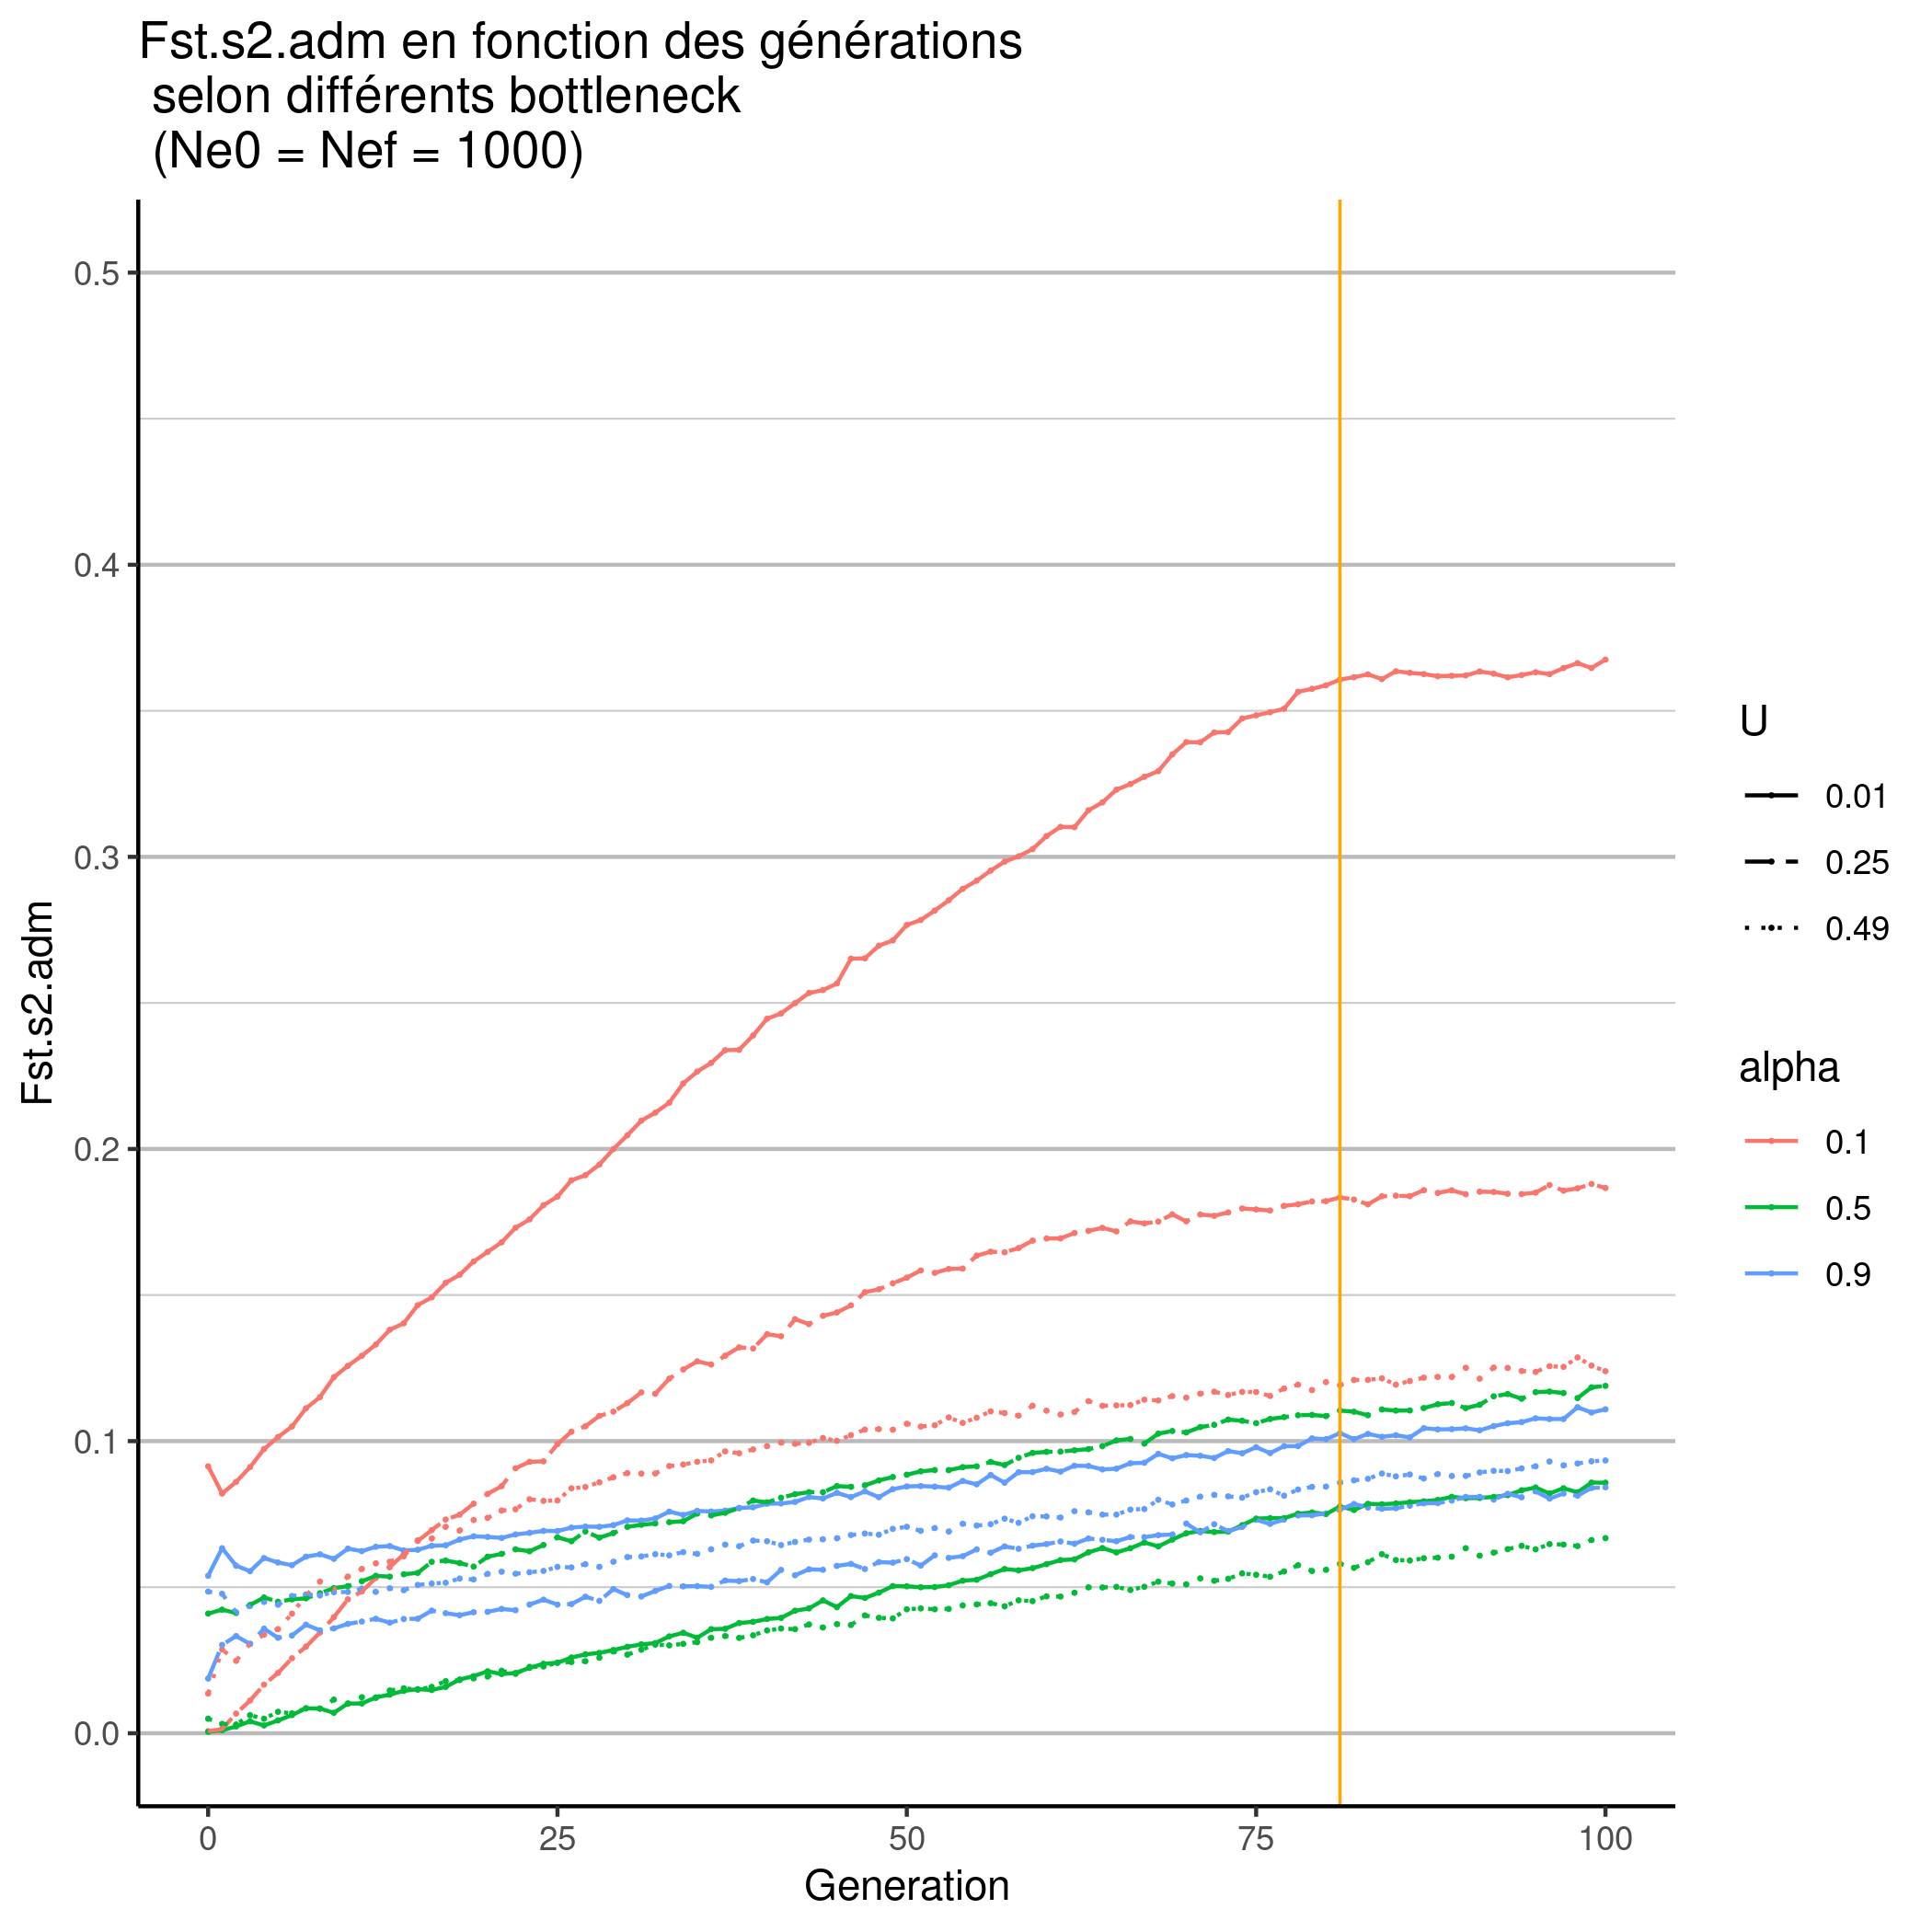 Fst.s2.adm en fonction des générations
selon différents bottleneck
(Ne0 = Nef = 1000)
0.5
0.4
0.3
0.2
0.1
0.0
Fst.s2.adm
0
25
50
75
100
Generation
U
0.01
0.25
0.49
alpha
0.1
0.5
0.9